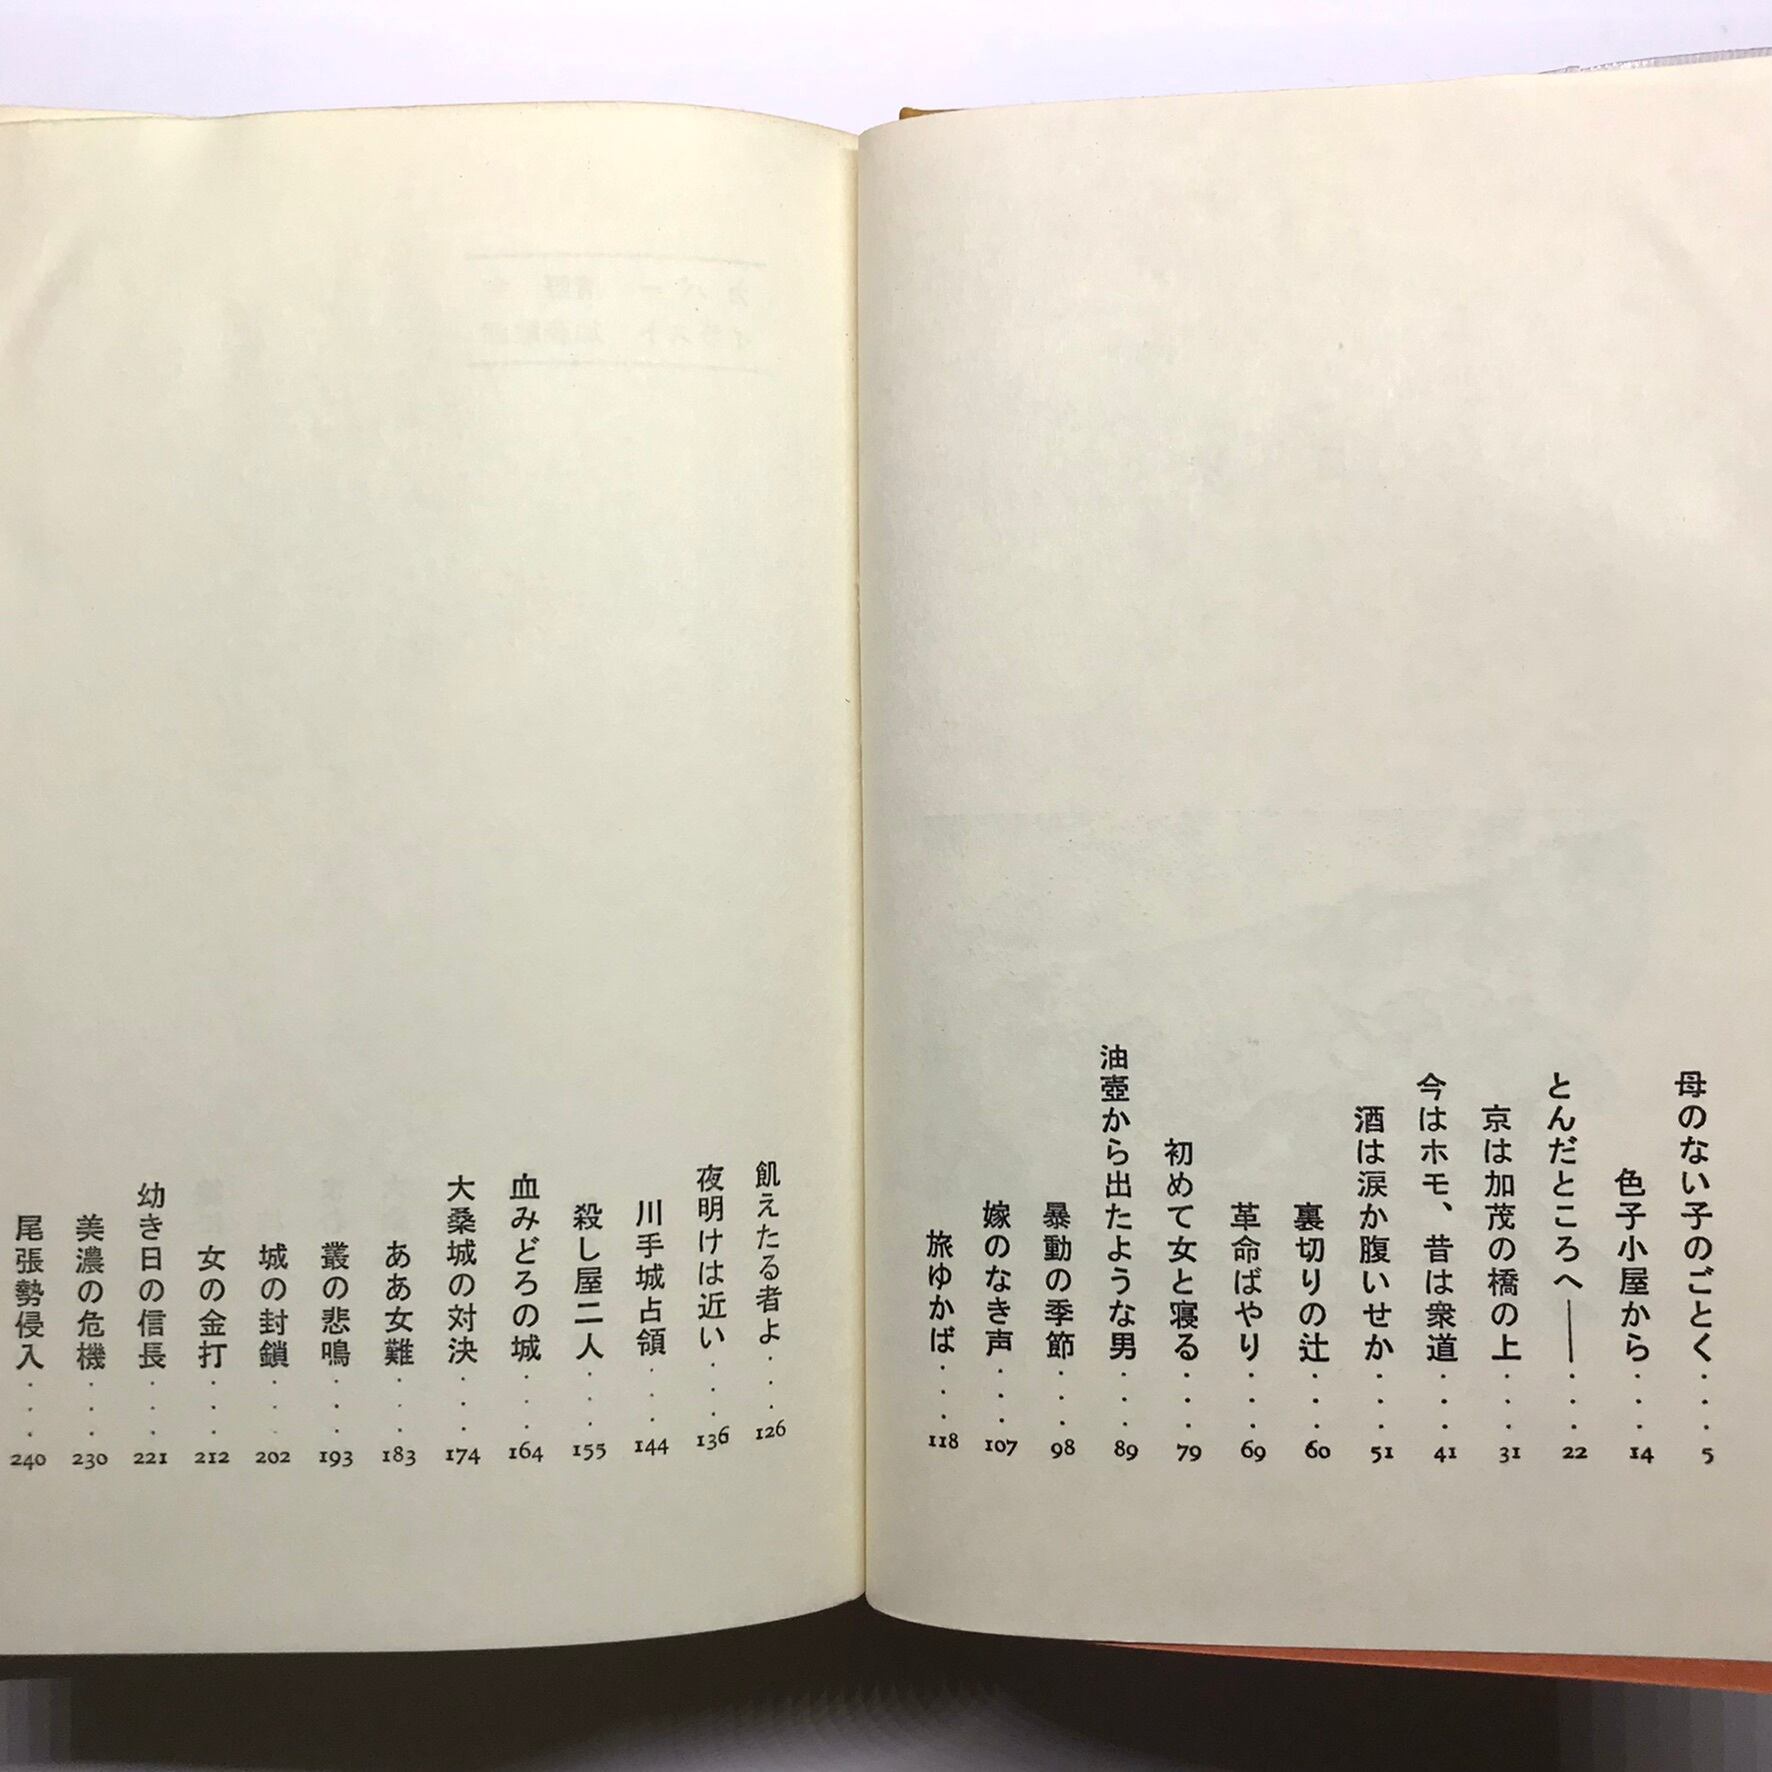 母のない子のごとく・・・5
色子小屋から・・・14
とんだところへ――・・・22
京は加茂の橋の上・・・31
今はホモ、昔は衆道・・・41
酒は涙か腹いせか・・・51
裏切りの辻・・・60
革命ばやり・・・69
初めて女と寝る・・・79
油壺から出たような男・・・89
暴動の季節・・・98
嫁のなき声・・・107
旅ゆかば・・・118
飢えたる者よ・・・126
夜明けは近い・・・136
川手城占領・・・144
殺し屋二人・・・155
血みどろの城・・・164
大桑城の対決・・・174
ああ女難・・・183
叢の悲鳴・・・193
城の封鎖・・・202
女の金打・・・212
幼き日の信長・・・221
美濃の危機・・・230
尾張勢侵入・・・240